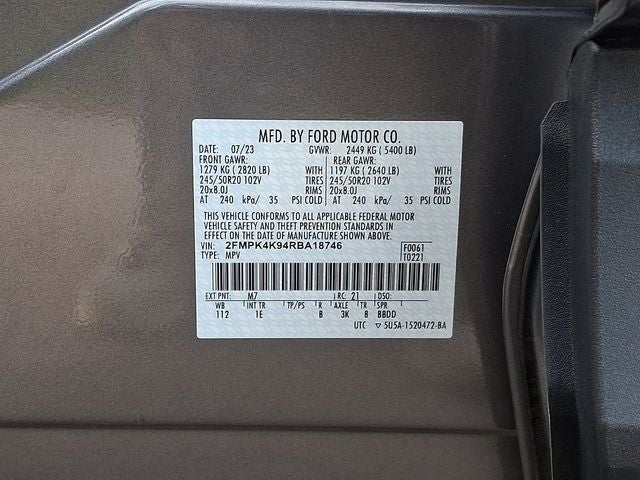 MFD. BY FORD MOTOR CO.
DATE: 07/23 GVWR: 2449 KG ( 5400 LB)
FRONT GAWR: REAR GAWR:
1279 KG ( 2820 LB) WITH 1197 KG ( 2640 LB) WITH
245/50R20 102V TIRES 245/50R20 102V TIRES
20x8.0J RIMS 20x8.0J RIMS
AT 240 kPa/ 35 PSI COLD AT 240 kPa/ 35 PSI COLD
THIS VEHICLE CONFORMS TO ALL APPLICABLE FEDERAL MOTOR
VEHICLE SAFETY AND THEFT PREVENTION STANDARDS IN
EFFECT ON THE DATE OF MANUFACTURE SHOWN ABOVE.
VIN: 2FMPK4K94RBA18746 F0061
TYPE: MPV T0221
EXT PNT: M7 RC: 21 DSO:
WB INT TR TP/PS R AXLE TR SPR
112 1E B 3K 8 BBDD
UTC ▽ 5U5A-1520472-BA